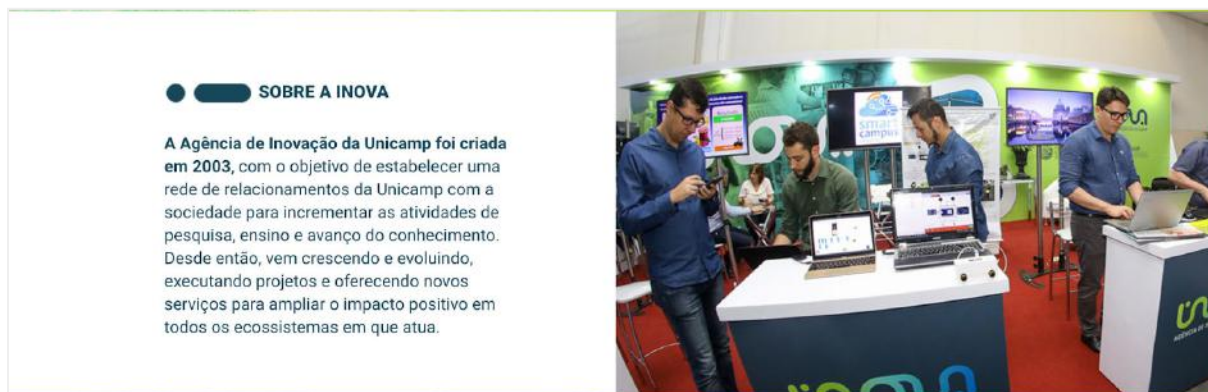 SOBRE A INOVA
A Agência de Inovação da Unicamp foi criada
em 2003, com o objetivo de estabelecer uma
rede de relacionamentos da Unicamp com a
sociedade para incrementar as atividades de
pesquisa, ensino e avanço do conhecimento.
Desde então, vem crescendo e evoluindo,
executando projetos e oferecendo novos
serviços para ampliar o impacto positivo em
todos os ecossistemas em que atua.
smart
campus